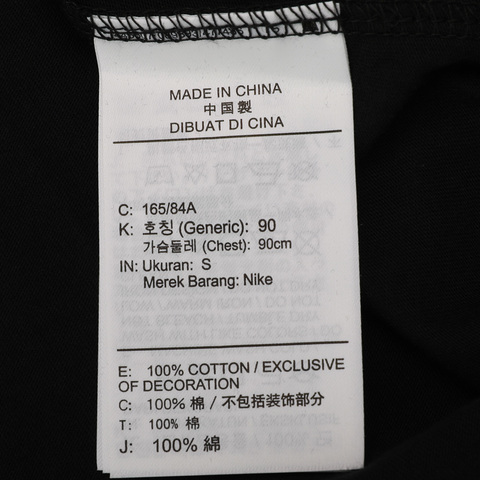 MADE IN CHINA
中国製
DIBUAT DI CINA
C: 165/84A
K: 호칭 (Generic): 90
가슴둘레 (Chest): 90cm
IN: Ukuran: S
Merek Barang: Nike
E: 100% COTTON / EXCLUSIVE
OF DECORATION
C: 100% 棉 / 不包括装饰部分
T: 100% 棉
J: 100% 綿